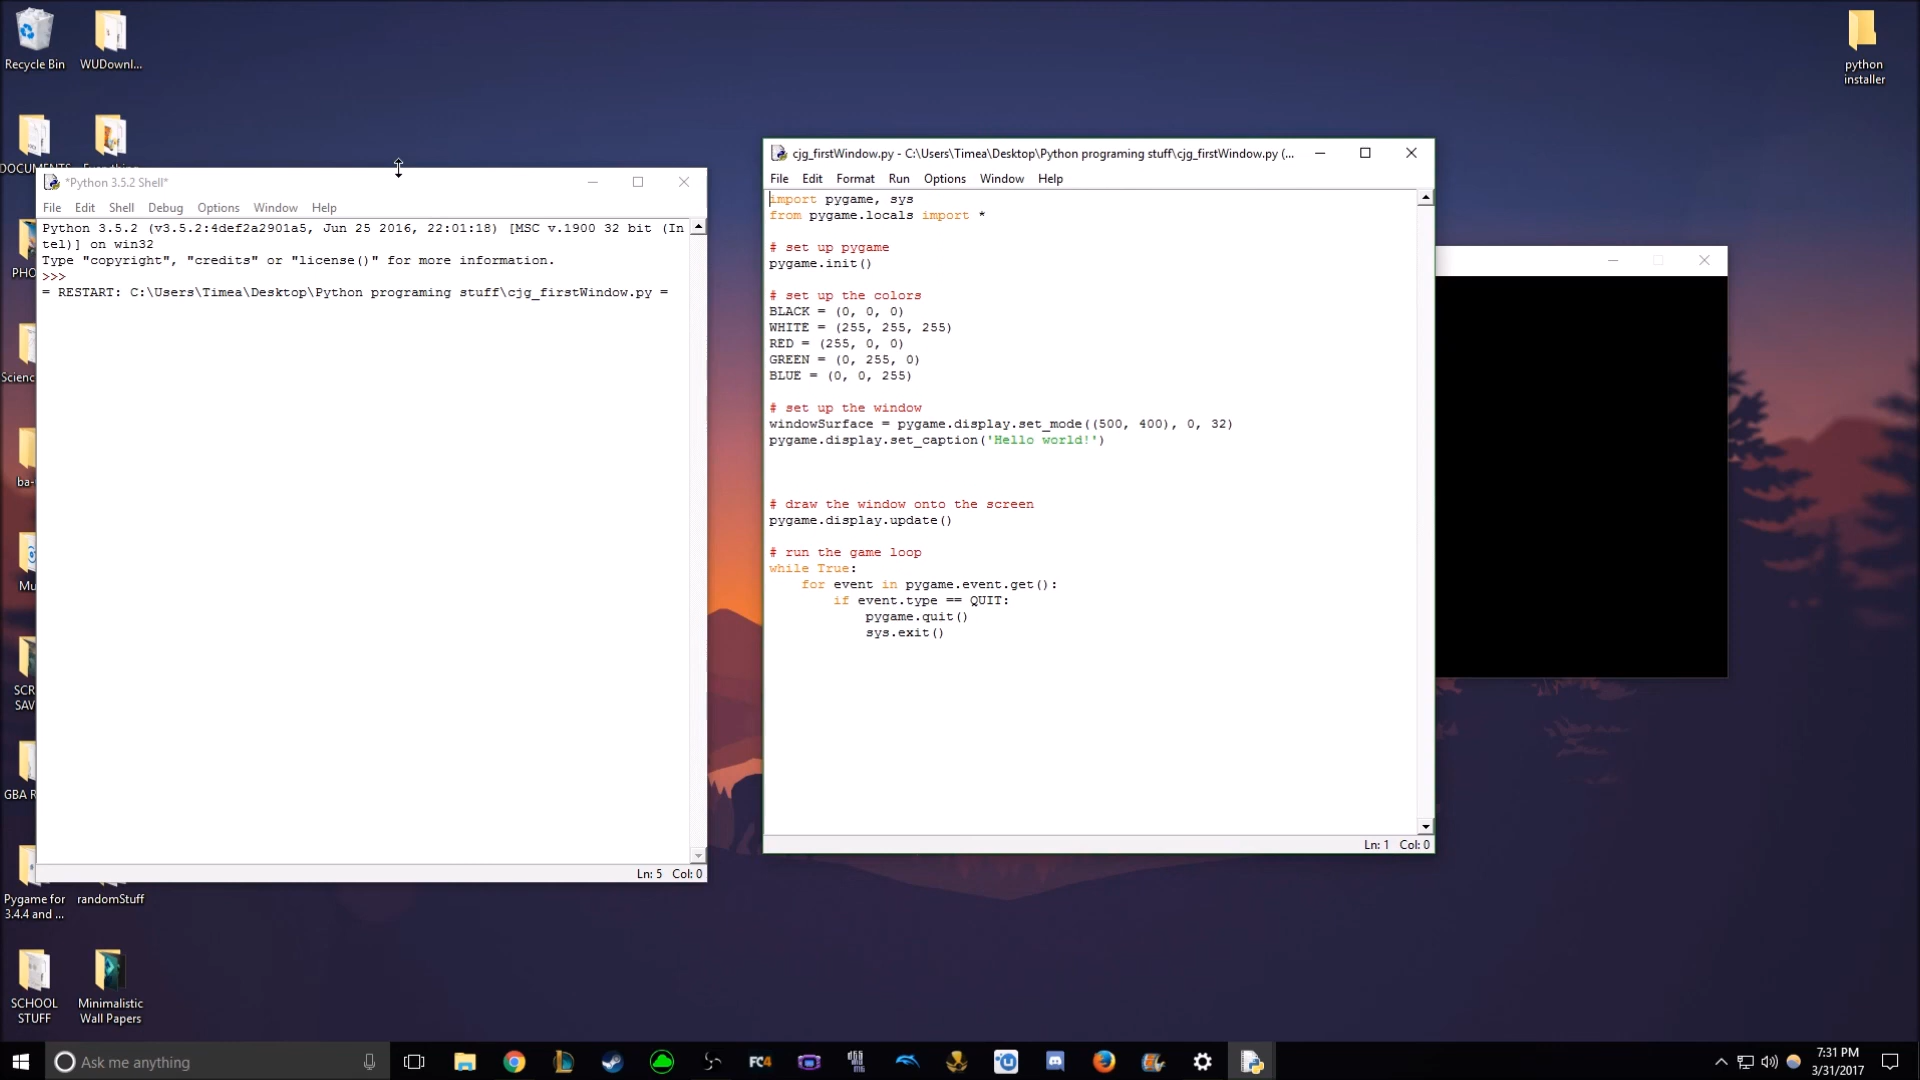 Recycle Bin
WUDownl...
python
installer
DOCUMENTS
*Python 3.5.2 Shell*
File Edit Shell Debug Options Window Help
Python 3.5.2 (v3.5.2:4def2a2901a5, Jun 25 2016, 22:01:18) [MSC v.1900 32 bit (In
tel)] on win32
Type "copyright", "credits" or "license()" for more information.
>>>
= RESTART: C:\Users\Timea\Desktop\Python programing stuff\cjg_firstWindow.py =
Ln: 5 Col: 0
cjg_firstWindow.py - C:\Users\Timea\Desktop\Python programing stuff\cjg_firstWindow.py (...
File Edit Format Run Options Window Help
import pygame, sys
from pygame.locals import *
# set up pygame
pygame.init()
# set up the colors
BLACK = (0, 0, 0)
WHITE = (255, 255, 255)
RED = (255, 0, 0)
GREEN = (0, 255, 0)
BLUE = (0, 0, 255)
# set up the window
windowSurface = pygame.display.set_mode((500, 400), 0, 32)
pygame.display.set_caption('Hello world!')
# draw the window onto the screen
pygame.display.update()
# run the game loop
while True:
for event in pygame.event.get():
if event.type == QUIT:
pygame.quit()
sys.exit()
Ln: 1 Col: 0
PHO
Scienc
ba-
Mu
SCR
SAV
GBA R
Pygame for
3.4.4 and ...
randomStuff
SCHOOL
STUFF
Minimalistic
Wall Papers
Ask me anything
FC4
7:31 PM
3/31/2017